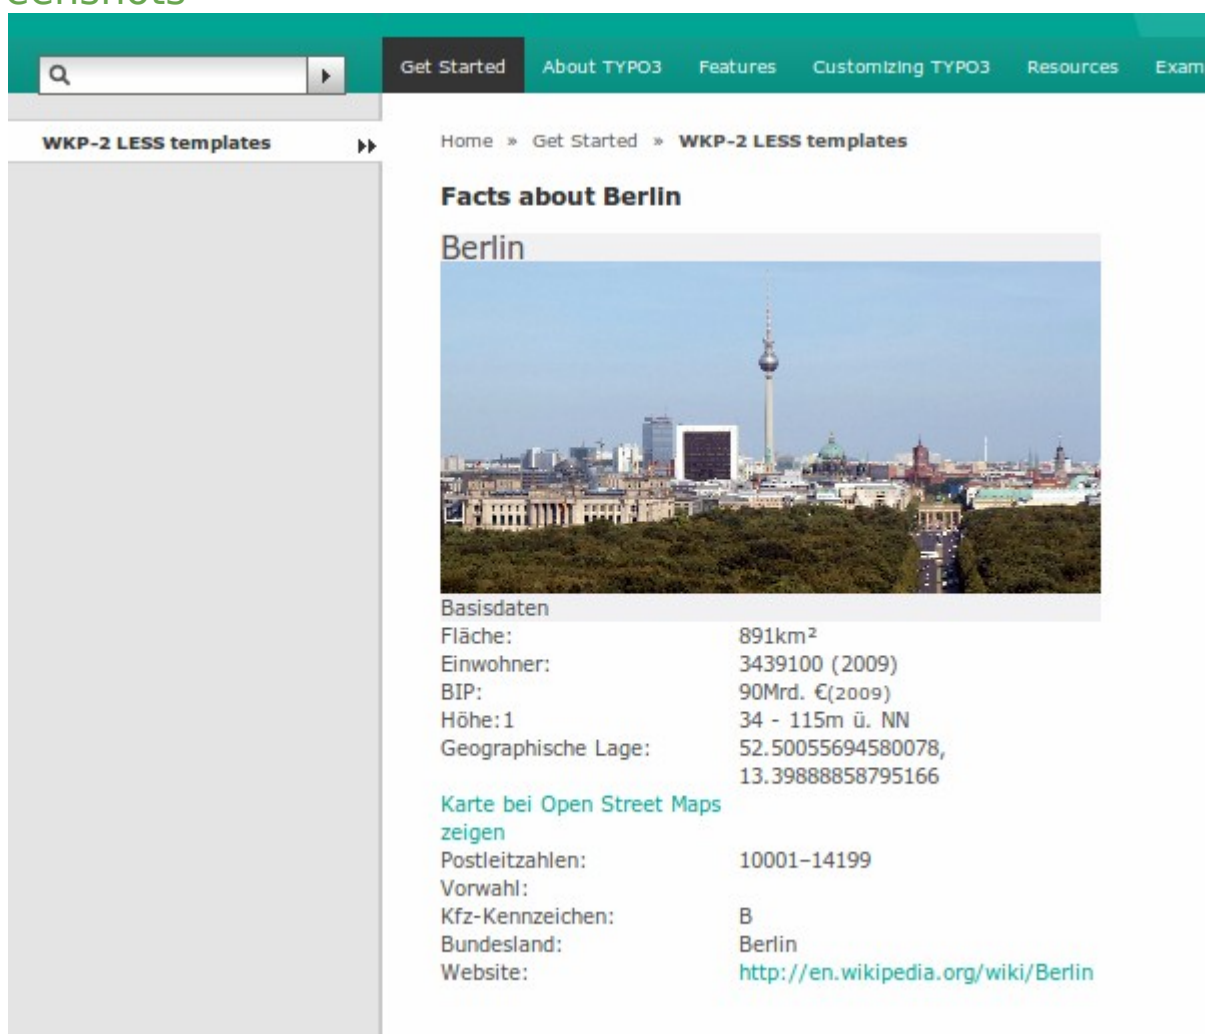 Get Started About TYPO3 Features Customizing TYPO3 Resources
WKP-2 LESS templates
Home » Get Started » WKP-2 LESS templates
Facts about Berlin
Berlin
Basisdaten
Fläche: 891km²
Einwohner: 3439100 (2009)
BIP: 90Mrd. €(2009)
Höhe:1 34 - 115m ü. NN
Geographische Lage: 52.50055694580078,
13.39888858795166
Karte bei Open Street Maps
zeigen
Postleitzahlen: 10001–14199
Vorwahl:
Kfz-Kennzeichen: B
Bundesland: Berlin
Website: http://en.wikipedia.org/wiki/Berlin